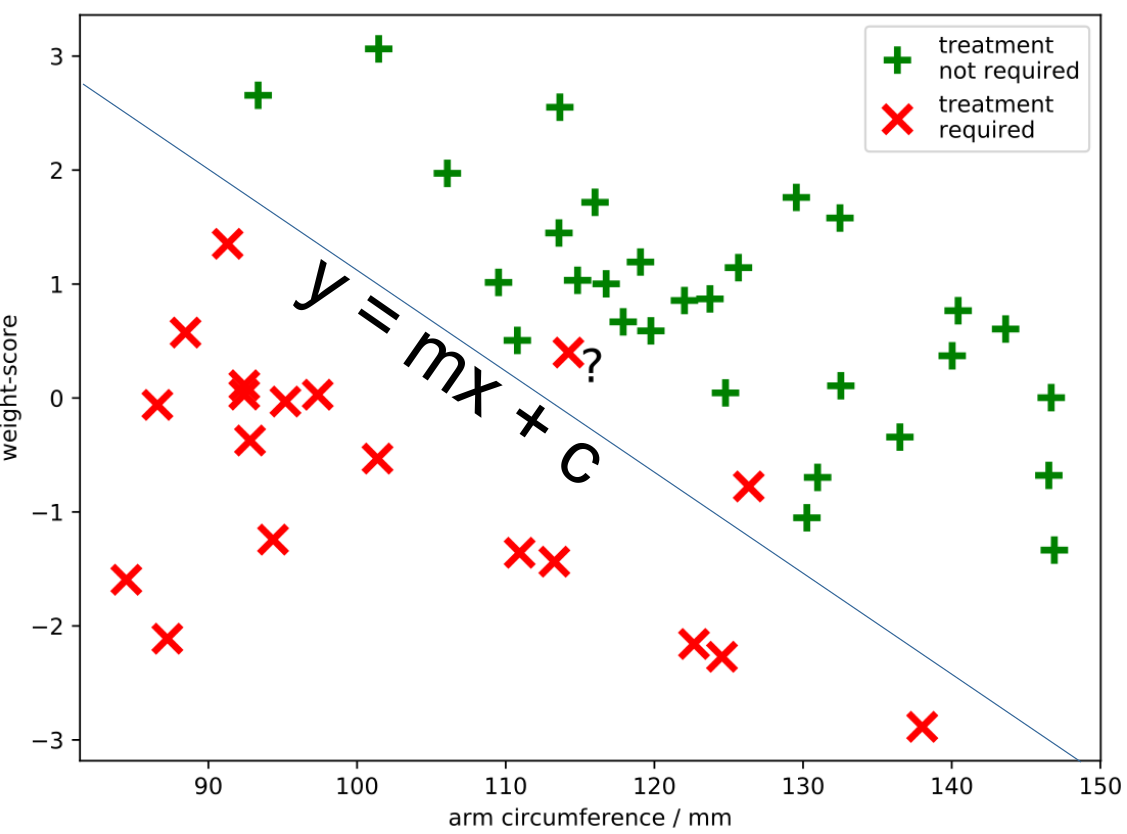 treatment
not required
treatment
required
y = mx + c
?
weight-score
3
2
1
0
−1
−2
−3
90
100
110
120
130
140
150
arm circumference / mm